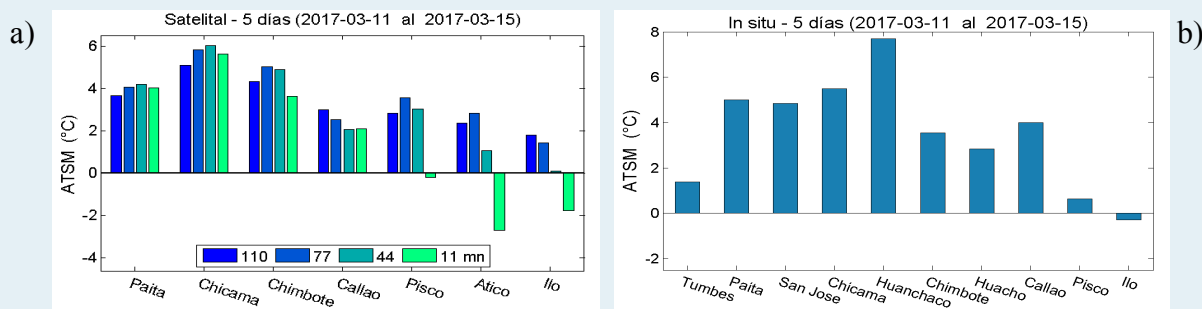 a)
Satelital - 5 días (2017-03-11 al 2017-03-15)
ATSM (°C)
6
4
2
0
-2
-4
110 77 44 11 mn
Paita Chicama Chimbote Callao Pisco Atico Ilo
In situ - 5 días (2017-03-11 al 2017-03-15)
b)
ATSM (°C)
8
6
4
2
0
-2
Tumbes Paita San Jose Chicama Huanchaco Chimbote Huacho Callao Pisco Ilo